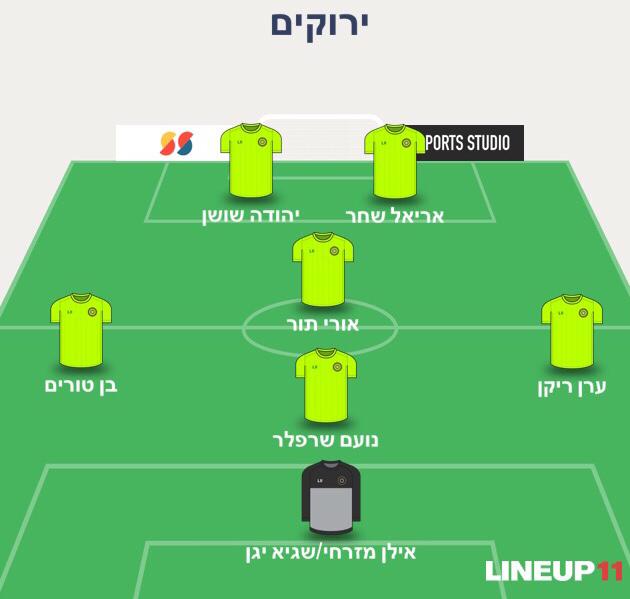 ירוקים
PORTS STUDIO
יהודה שושן
אריאל שחר
אורי תור
בן טורים
ערן ריקן
נועם שרפלר
אילן מזרחי/שגיא יגן
LINEUP11